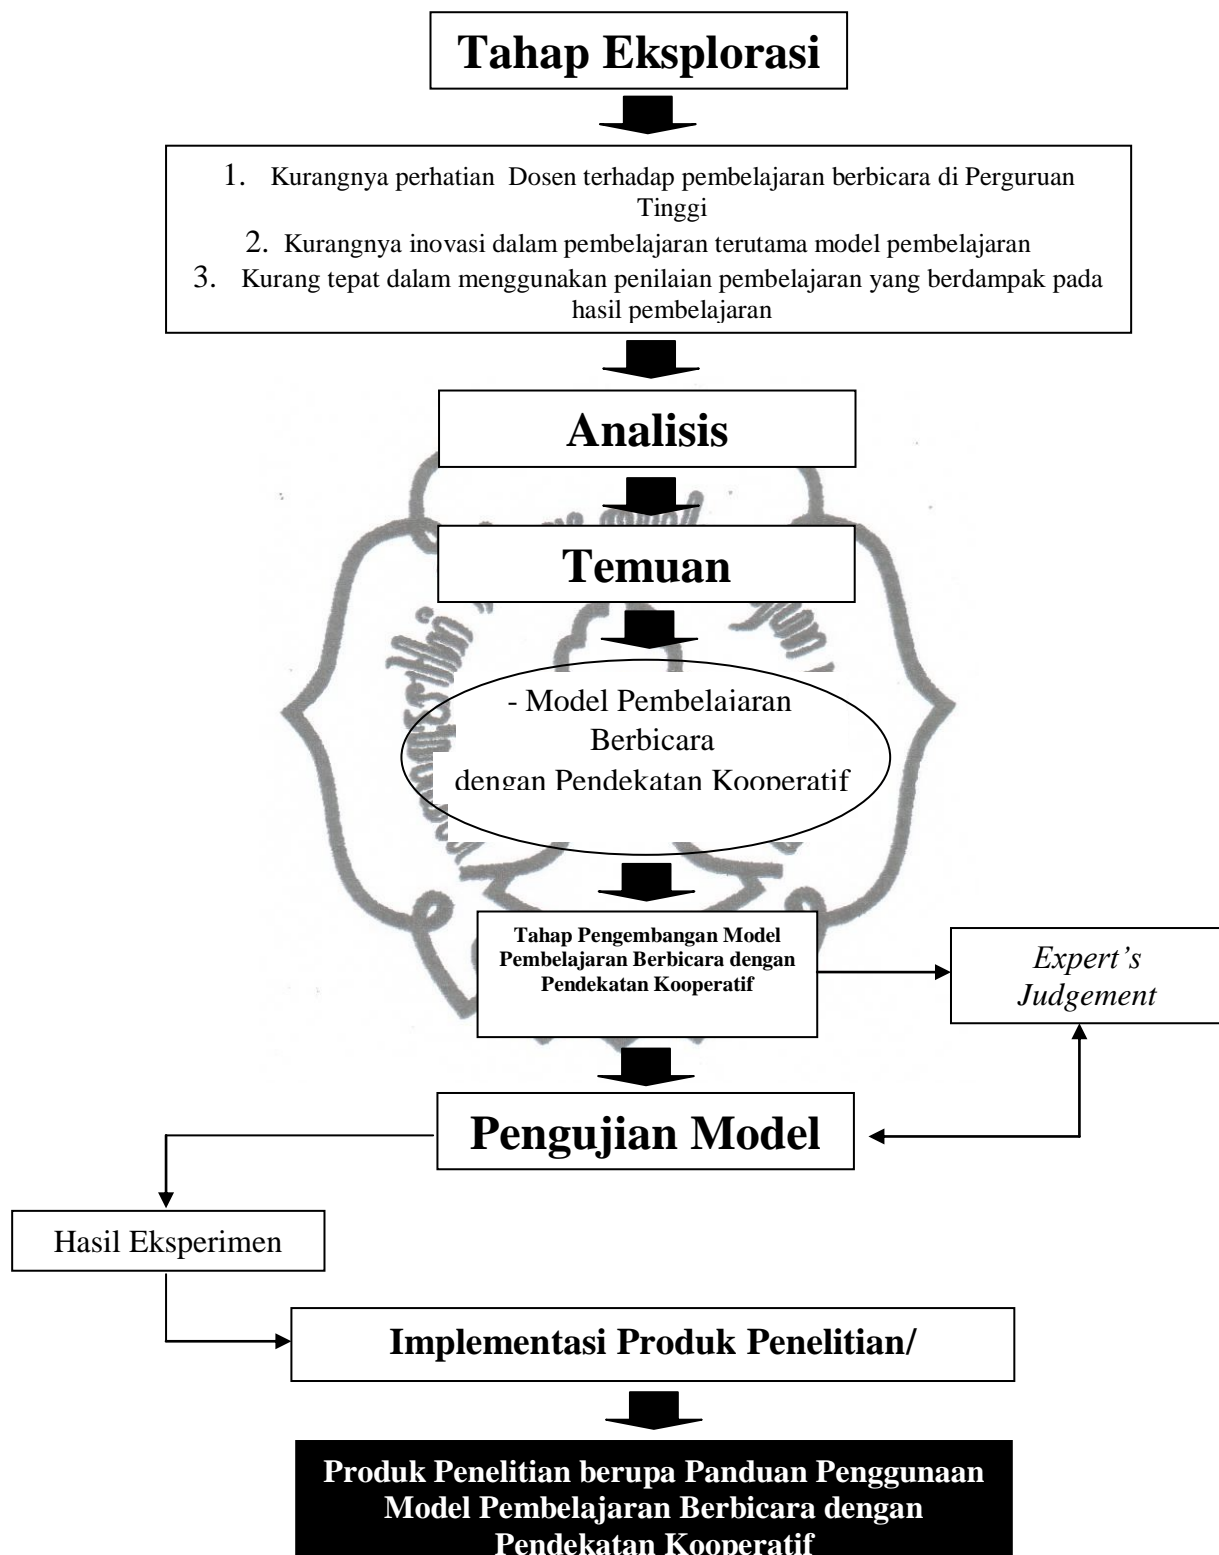 Tahap Eksplorasi
1. Kurangnya perhatian Dosen terhadap pembelajaran berbicara di Perguruan
Tinggi
2. Kurangnya inovasi dalam pembelajaran terutama model pembelajaran
3. Kurang tepat dalam menggunakan penilaian pembelajaran yang berdampak pada
hasil pembelajaran
Analisis
Temuan
- Model Pembelajaran
Berbicara
dengan Pendekatan Kooperatif
Tahap Pengembangan Model
Pembelajaran Berbicara dengan
Pendekatan Kooperatif
Expert’s
Judgement
Pengujian Model
Hasil Eksperimen
Implementasi Produk Penelitian/
Produk Penelitian berupa Panduan Penggunaan
Model Pembelajaran Berbicara dengan
Pendekatan Kooperatif